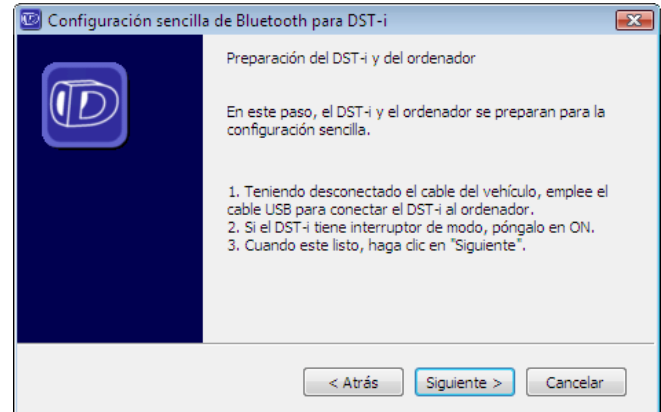 Configuración sencilla de Bluetooth para DST-i
Preparación del DST-i y del ordenador
En este paso, el DST-i y el ordenador se preparan para la
configuración sencilla.
1. Teniendo desconectado el cable del vehículo, emplee el
cable USB para conectar el DST-i al ordenador.
2. Si el DST-i tiene interruptor de modo, póngalo en ON.
3. Cuando este listo, haga clic en "Siguiente".
< Atrás
Siguiente >
Cancelar